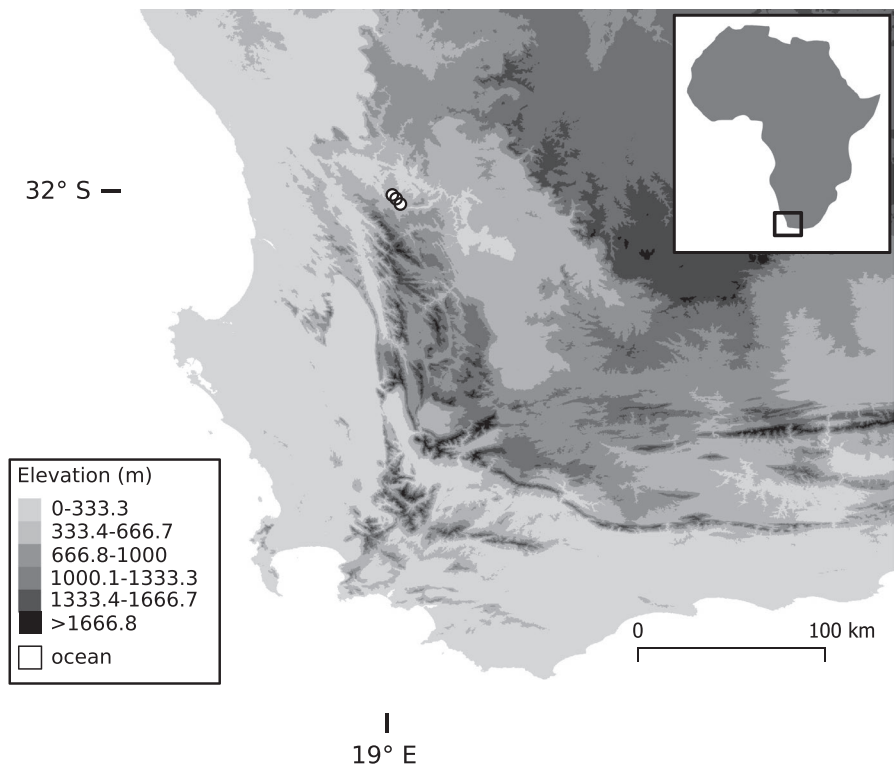 32° S
Elevation (m)
0-333.3
333.4-666.7
666.8-1000
1000.1-1333.3
1333.4-1666.7
>1666.8
ocean
0 100 km
19° E